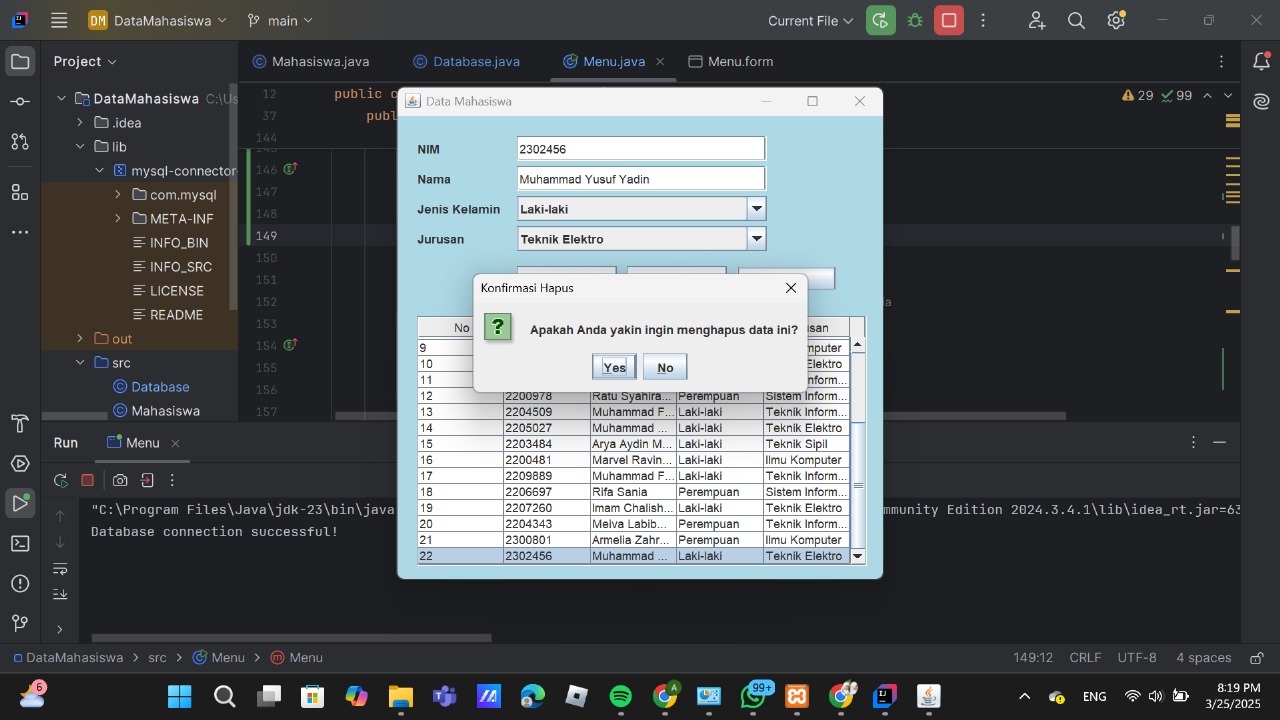 DM DataMahasiswa main Current File
Project Mahasiswa.java Database.java Menu.java Menu.form
DataMahasiswa C:\Us
.idea
lib
mysql-connector
com.mysql
META-INF
INFO_BIN
INFO_SRC
LICENSE
README
out
src
Database
Mahasiswa
12 public
37
144
146
147
148
149
150
151
152
153
154
155
156
157
29 99
Data Mahasiswa
NIM 2302456
Nama Muhammad Yusuf Yadin
Jenis Kelamin Laki-laki
Jurusan Teknik Elektro
Konfirmasi Hapus
Apakah Anda yakin ingin menghapus data ini?
Yes No
No
9
10
11 Teknik Inform...
12 2200978 Ratu Syahira... Perempuan Sistem Inform...
13 2204509 Muhammad F... Laki-laki Teknik Inform...
14 2205027 Muhammad ... Laki-laki Teknik Elektro
15 2203484 Arya Aydin M... Laki-laki Teknik Sipil
16 2200481 Marvel Ravin... Laki-laki Ilmu Komputer
17 2209889 Muhammad F... Laki-laki Teknik Inform...
18 2206697 Rifa Sania Perempuan Sistem Inform...
19 2207260 Imam Chalish... Laki-laki Teknik Elektro
20 2204343 Meiva Labib... Perempuan Teknik Inform...
21 2300801 Armelia Zahr... Perempuan Ilmu Komputer
22 2302456 Muhammad ... Laki-laki Teknik Elektro
Run Menu
"C:\Program Files\Java\jdk-23\bin\java mmunity Edition 2024.3.4.1\lib\idea_rt.jar=63
Database connection successful!
DataMahasiswa > src > Menu > Menu 149:12 CRLF UTF-8 4 spaces
6 99+ ENG 8:19 PM
3/25/2025